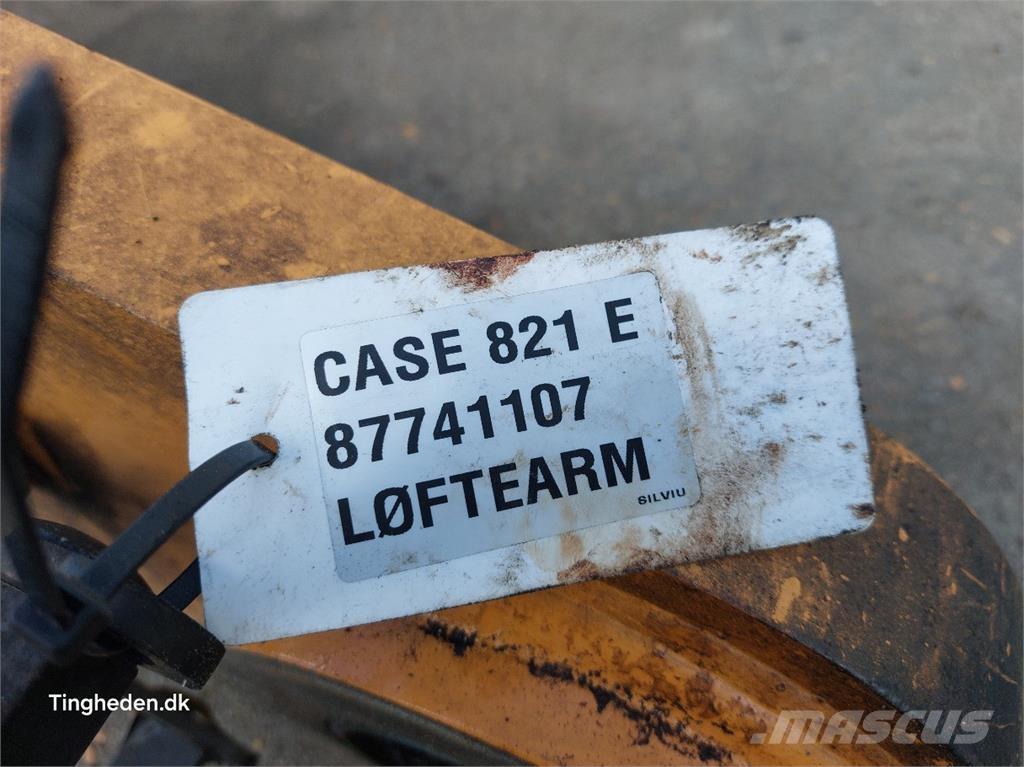 CASE 821 E
87741107
LØFTEARM
SILVIU
Tingheden.dk
MASCUS